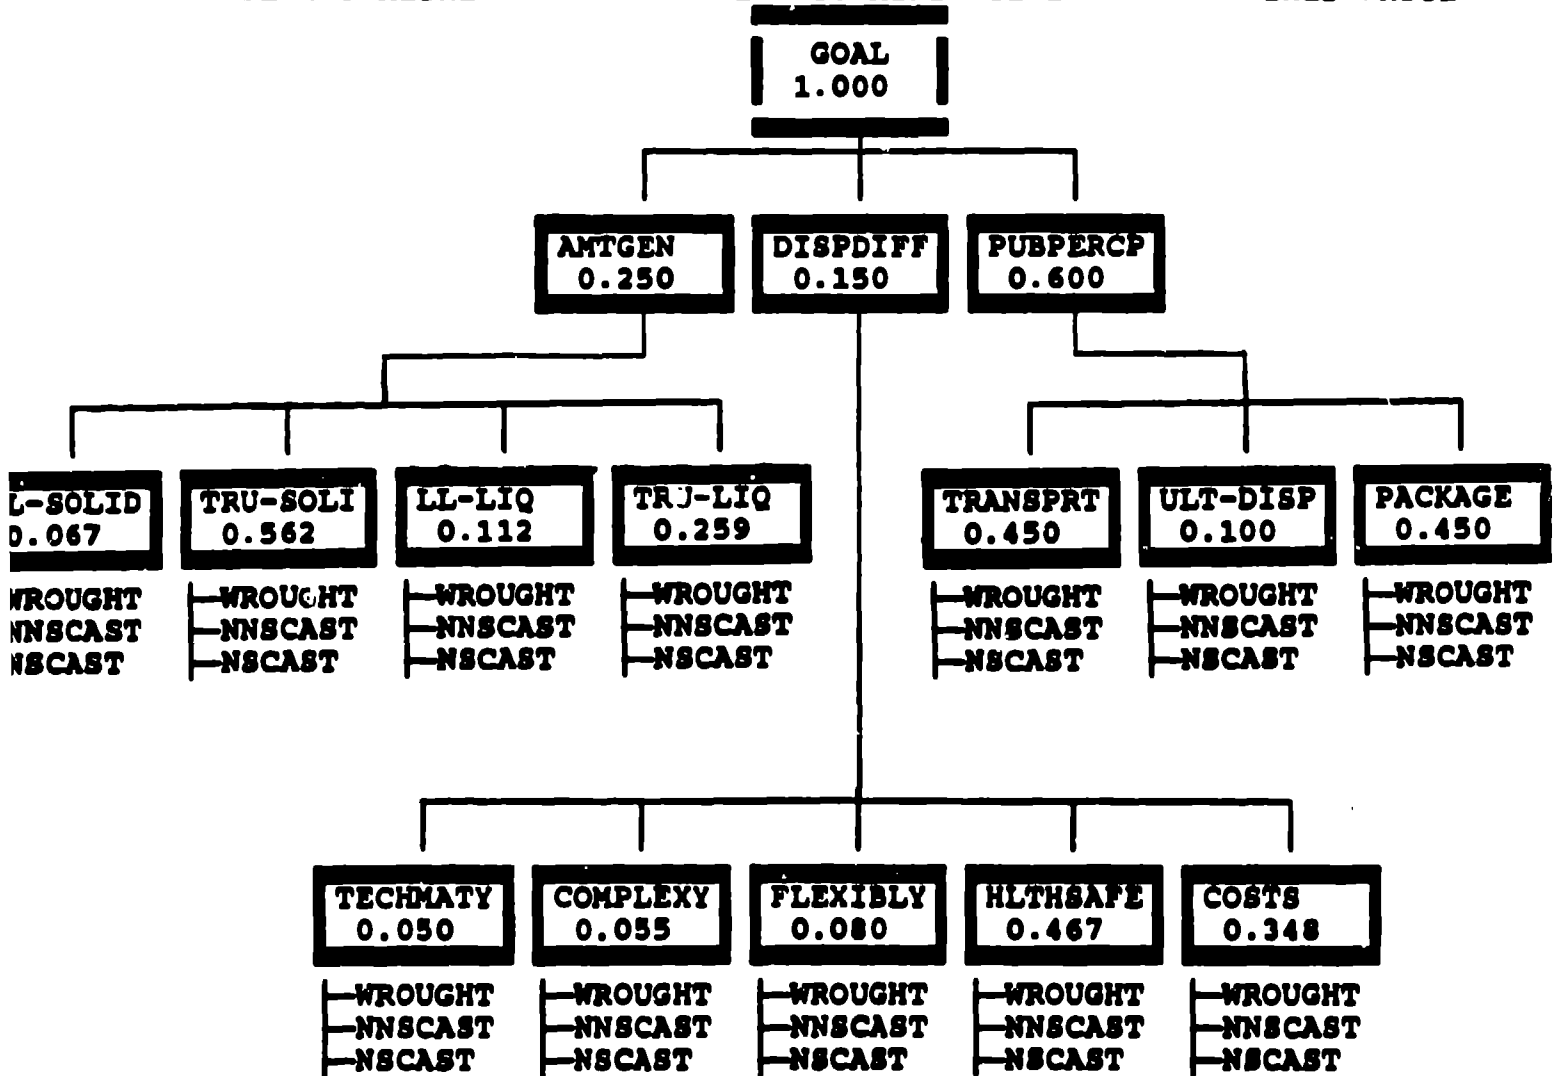 GOAL
1.000
AMTGEN DISPDIFF PUBPERCP
0.250 0.150 0.600
L-SOLID TRU-SOLI LL-LIQ TRU-LIQ TRANSPRT ULT-DISP PACKAGE
0.067 0.562 0.112 0.259 0.450 0.100 0.450
WROUGHT WROUGHT WROUGHT WROUGHT WROUGHT WROUGHT WROUGHT
NNSCAST NNSCAST NNSCAST NNSCAST NNSCAST NNSCAST NNSCAST
NSCAST NSCAST NSCAST NSCAST NSCAST NSCAST NSCAST
TECHMATY COMPLEXY FLEXIBLY HLTHSAFE COSTS
0.050 0.055 0.080 0.467 0.348
WROUGHT WROUGHT WROUGHT WROUGHT WROUGHT
NNSCAST NNSCAST NNSCAST NNSCAST NNSCAST
NSCAST NSCAST NSCAST NSCAST NSCAST